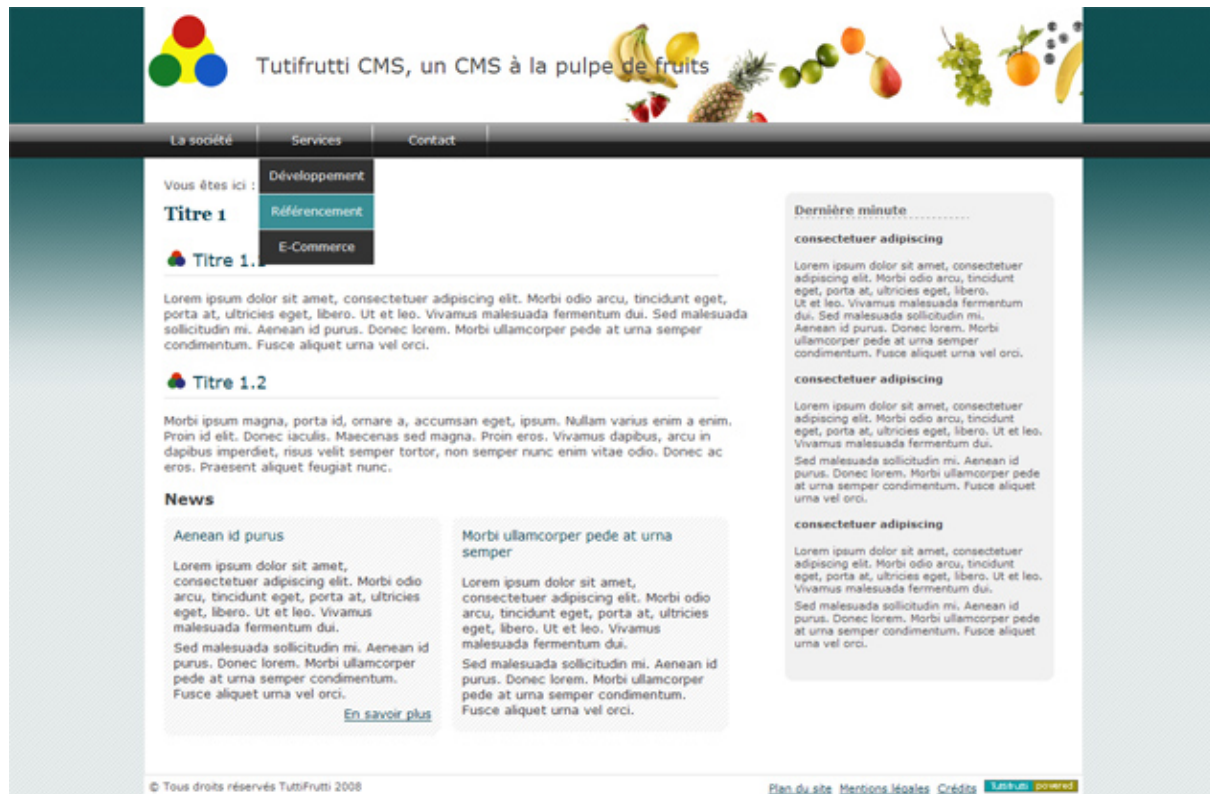 Tutifrutti CMS, un CMS à la pulpe de fruits
La société
Services
Contact
Développement
Référencement
E-Commerce
Vous êtes ici :
Titre 1
Titre 1.1
Lorem ipsum dolor sit amet, consectetuer adipiscing elit. Morbi odio arcu, tincidunt eget,
porta at, ultricies eget, libero. Ut et leo. Vivamus malesuada fermentum dui. Sed malesuada
sollicitudin mi. Aenean id purus. Donec lorem. Morbi ullamcorper pede at urna semper
condimentum. Fusce aliquet urna vel orci.
Titre 1.2
Morbi ipsum magna, porta id, ornare a, accumsan eget, ipsum. Nullam varius enim a enim.
Proin id elit. Donec iaculis. Maecenas sed magna. Proin eros. Vivamus dapibus, arcu in
dapibus imperdiet, risus velit semper tortor, non semper nunc enim vitae odio. Donec ac
eros. Praesent aliquet feugiat nunc.
News
Aenean id purus
Lorem ipsum dolor sit amet,
consectetuer adipiscing elit. Morbi odio
arcu, tincidunt eget, porta at, ultricies
eget, libero. Ut et leo. Vivamus
malesuada fermentum dui.
Sed malesuada sollicitudin mi. Aenean id
purus. Donec lorem. Morbi ullamcorper
pede at urna semper condimentum.
Fusce aliquet urna vel orci.
En savoir plus
Morbi ullamcorper pede at urna
semper
Lorem ipsum dolor sit amet,
consectetuer adipiscing elit. Morbi odio
arcu, tincidunt eget, porta at, ultricies
eget, libero. Ut et leo. Vivamus
malesuada fermentum dui.
Sed malesuada sollicitudin mi. Aenean id
purus. Donec lorem. Morbi ullamcorper
pede at urna semper condimentum.
Fusce aliquet urna vel orci.
Dernière minute
consectetuer adipiscing
Lorem ipsum dolor sit amet, consectetuer
adipiscing elit. Morbi odio arcu, tincidunt
eget, porta at, ultricies eget, libero.
Ut et leo. Vivamus malesuada fermentum
dui. Sed malesuada sollicitudin mi.
Aenean id purus. Donec lorem. Morbi
ullamcorper pede at urna semper
condimentum. Fusce aliquet urna vel orci.
consectetuer adipiscing
Lorem ipsum dolor sit amet, consectetuer
adipiscing elit. Morbi odio arcu, tincidunt
eget, porta at, ultricies eget, libero. Ut et leo.
Vivamus malesuada fermentum dui.
Sed malesuada sollicitudin mi. Aenean id
purus. Donec lorem. Morbi ullamcorper pede
at urna semper condimentum. Fusce aliquet
urna vel orci.
consectetuer adipiscing
Lorem ipsum dolor sit amet, consectetuer
adipiscing elit. Morbi odio arcu, tincidunt
eget, porta at, ultricies eget, libero. Ut et leo.
Vivamus malesuada fermentum dui.
Sed malesuada sollicitudin mi. Aenean id
purus. Donec lorem. Morbi ullamcorper pede
at urna semper condimentum. Fusce aliquet
urna vel orci.
© Tous droits réservés TuttiFrutti 2008
Plan du site Mentions légales Crédits
powered